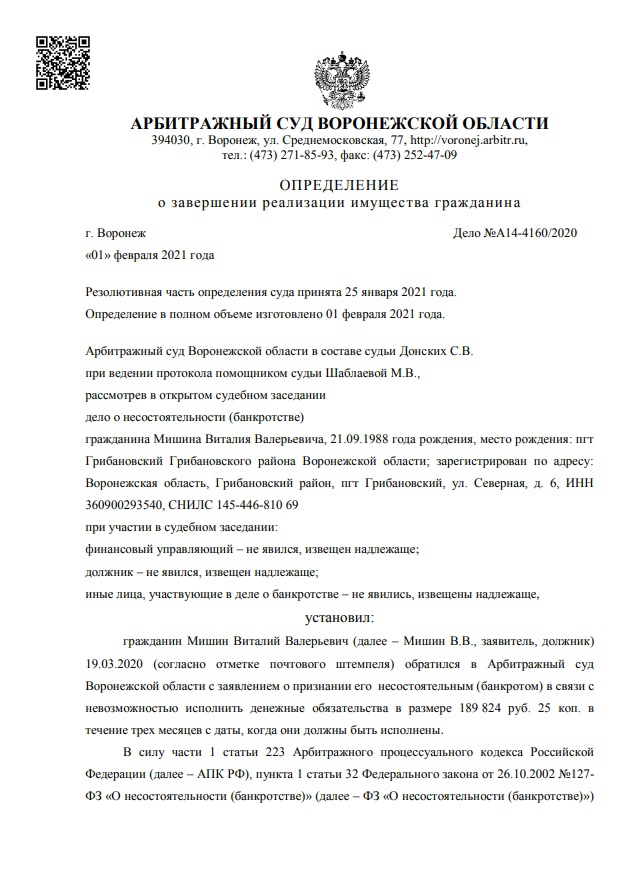 АРБИТРАЖНЫЙ СУД ВОРОНЕЖСКОЙ ОБЛАСТИ
394030, г. Воронеж, ул. Среднемосковская, 77, http://voronej.arbitr.ru,
тел.: (473) 271-85-93, факс: (473) 252-47-09
ОПРЕДЕЛЕНИЕ
о завершении реализации имущества гражданина
г. Воронеж Дело №А14-4160/2020
«01» февраля 2021 года
Резолютивная часть определения суда принята 25 января 2021 года.
Определение в полном объеме изготовлено 01 февраля 2021 года.
Арбитражный суд Воронежской области в составе судьи Донских С.В.
при ведении протокола помощником судьи Шаблаевой М.В.,
рассмотрев в открытом судебном заседании
дело о несостоятельности (банкротстве)
гражданина Мишина Виталия Валерьевича, 21.09.1988 года рождения, место рождения: пгт
Грибановский Грибановского района Воронежской области; зарегистрирован по адресу:
Воронежская область, Грибановский район, пгт Грибановский, ул. Северная, д. 6, ИНН
360900293540, СНИЛС 145-446-810 69
при участии в судебном заседании:
финансовый управляющий – не явился, извещен надлежаще;
должник – не явился, извещен надлежаще;
иные лица, участвующие в деле о банкротстве – не явились, извещены надлежаще,
установил:
гражданин Мишин Виталий Валерьевич (далее – Мишин В.В., заявитель, должник)
19.03.2020 (согласно отметке почтового штемпеля) обратился в Арбитражный суд
Воронежской области с заявлением о признании его несостоятельным (банкротом) в связи с
невозможностью исполнить денежные обязательства в размере 189 824 руб. 25 коп. в
течение трех месяцев с даты, когда они должны быть исполнены.
В силу части 1 статьи 223 Арбитражного процессуального кодекса Российской
Федерации (далее – АПК РФ), пункта 1 статьи 32 Федерального закона от 26.10.2002 №127-
ФЗ «О несостоятельности (банкротстве)» (далее – ФЗ «О несостоятельности (банкротстве)»)